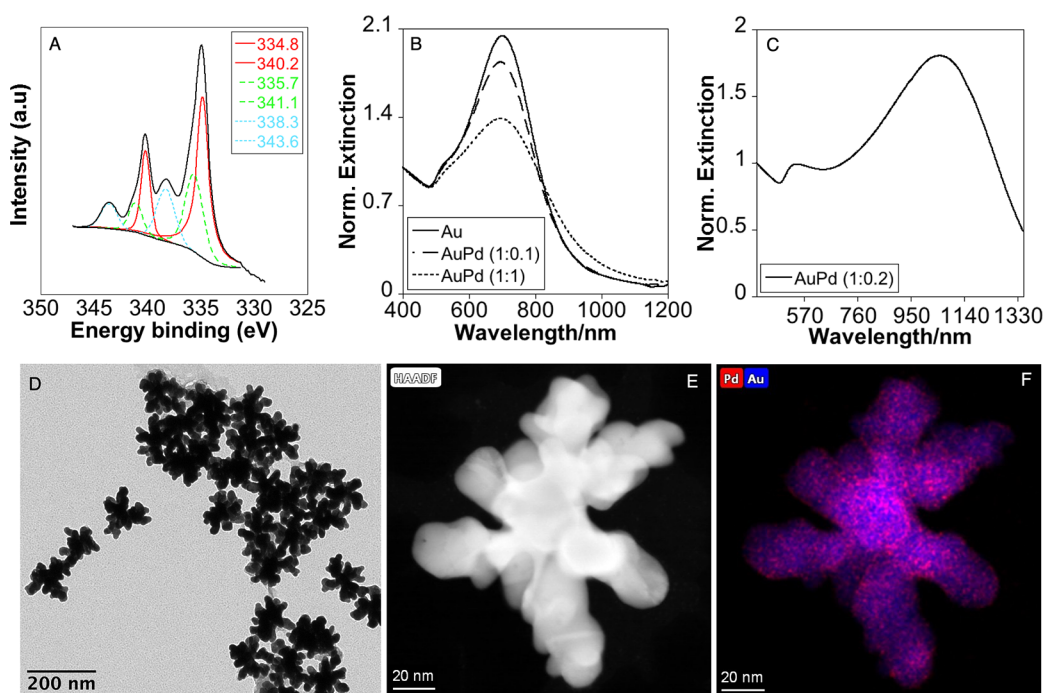 A
334.8
340.2
335.7
341.1
338.3
343.6
Intensity (a.u)
350 345 340 335 330 325
Energy binding (eV)
B
2.1
1.4
0.7
0
Norm. Extinction
Au
AuPd (1:0.1)
AuPd (1:1)
400 600 800 1000 1200
Wavelength/nm
C
2
1.5
1
0.5
0
Norm. Extinction
AuPd (1:0.2)
570 760 950 1140 1330
Wavelength/nm
D
200 nm
HAADF
E
20 nm
Pd Au
F
20 nm